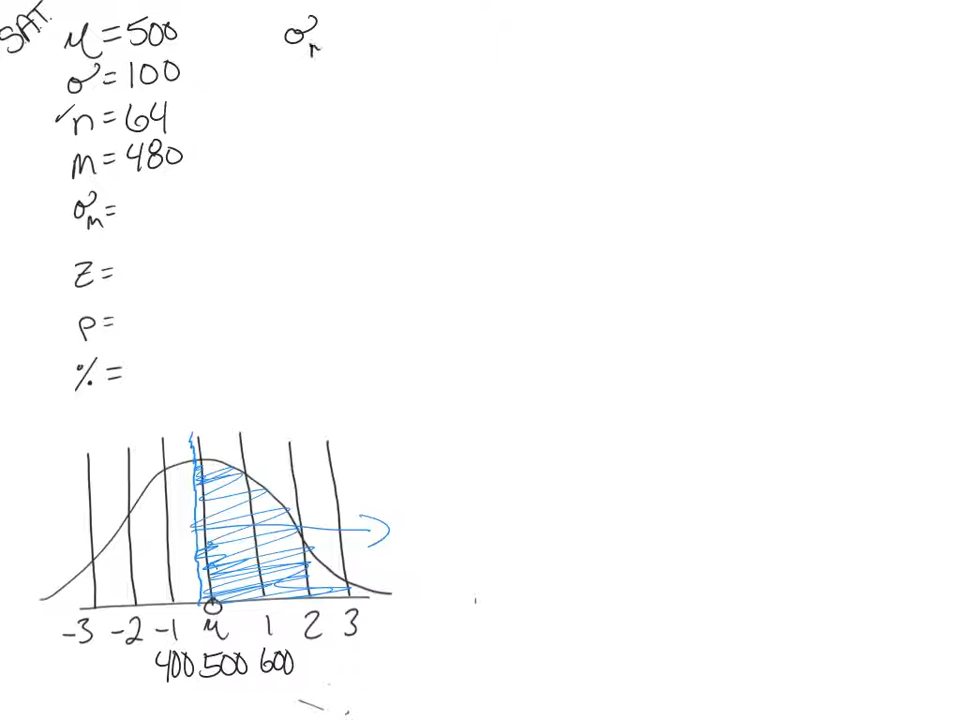 SAT.
μ = 500
σ = 100
n = 64
m = 480
σm =
z =
p =
% =
σ
-3 -2 -1 μ 1 2 3
400 500 600